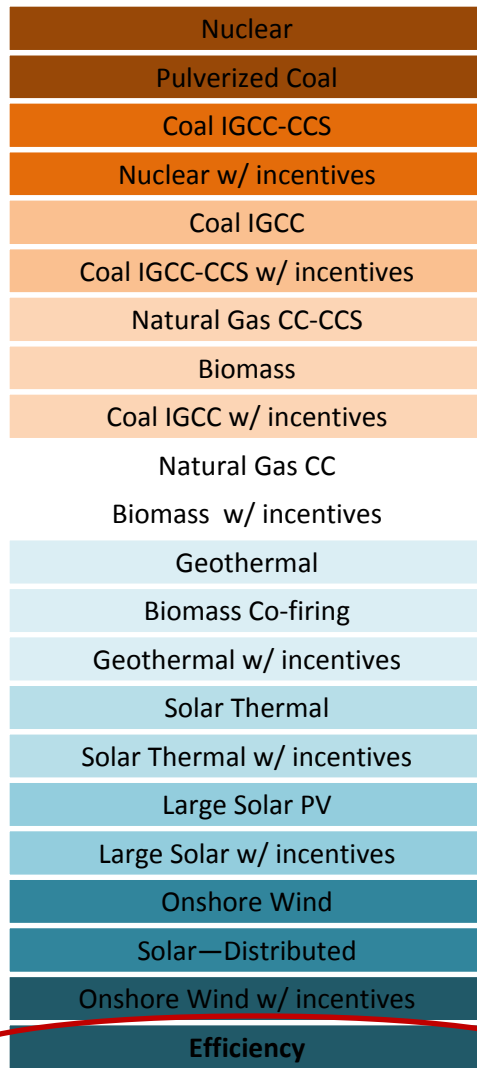 Nuclear
Pulverized Coal
Coal IGCC-CCS
Nuclear w/ incentives
Coal IGCC
Coal IGCC-CCS w/ incentives
Natural Gas CC-CCS
Biomass
Coal IGCC w/ incentives
Natural Gas CC
Biomass w/ incentives
Geothermal
Biomass Co-firing
Geothermal w/ incentives
Solar Thermal
Solar Thermal w/ incentives
Large Solar PV
Large Solar w/ incentives
Onshore Wind
Solar—Distributed
Onshore Wind w/ incentives
Efficiency